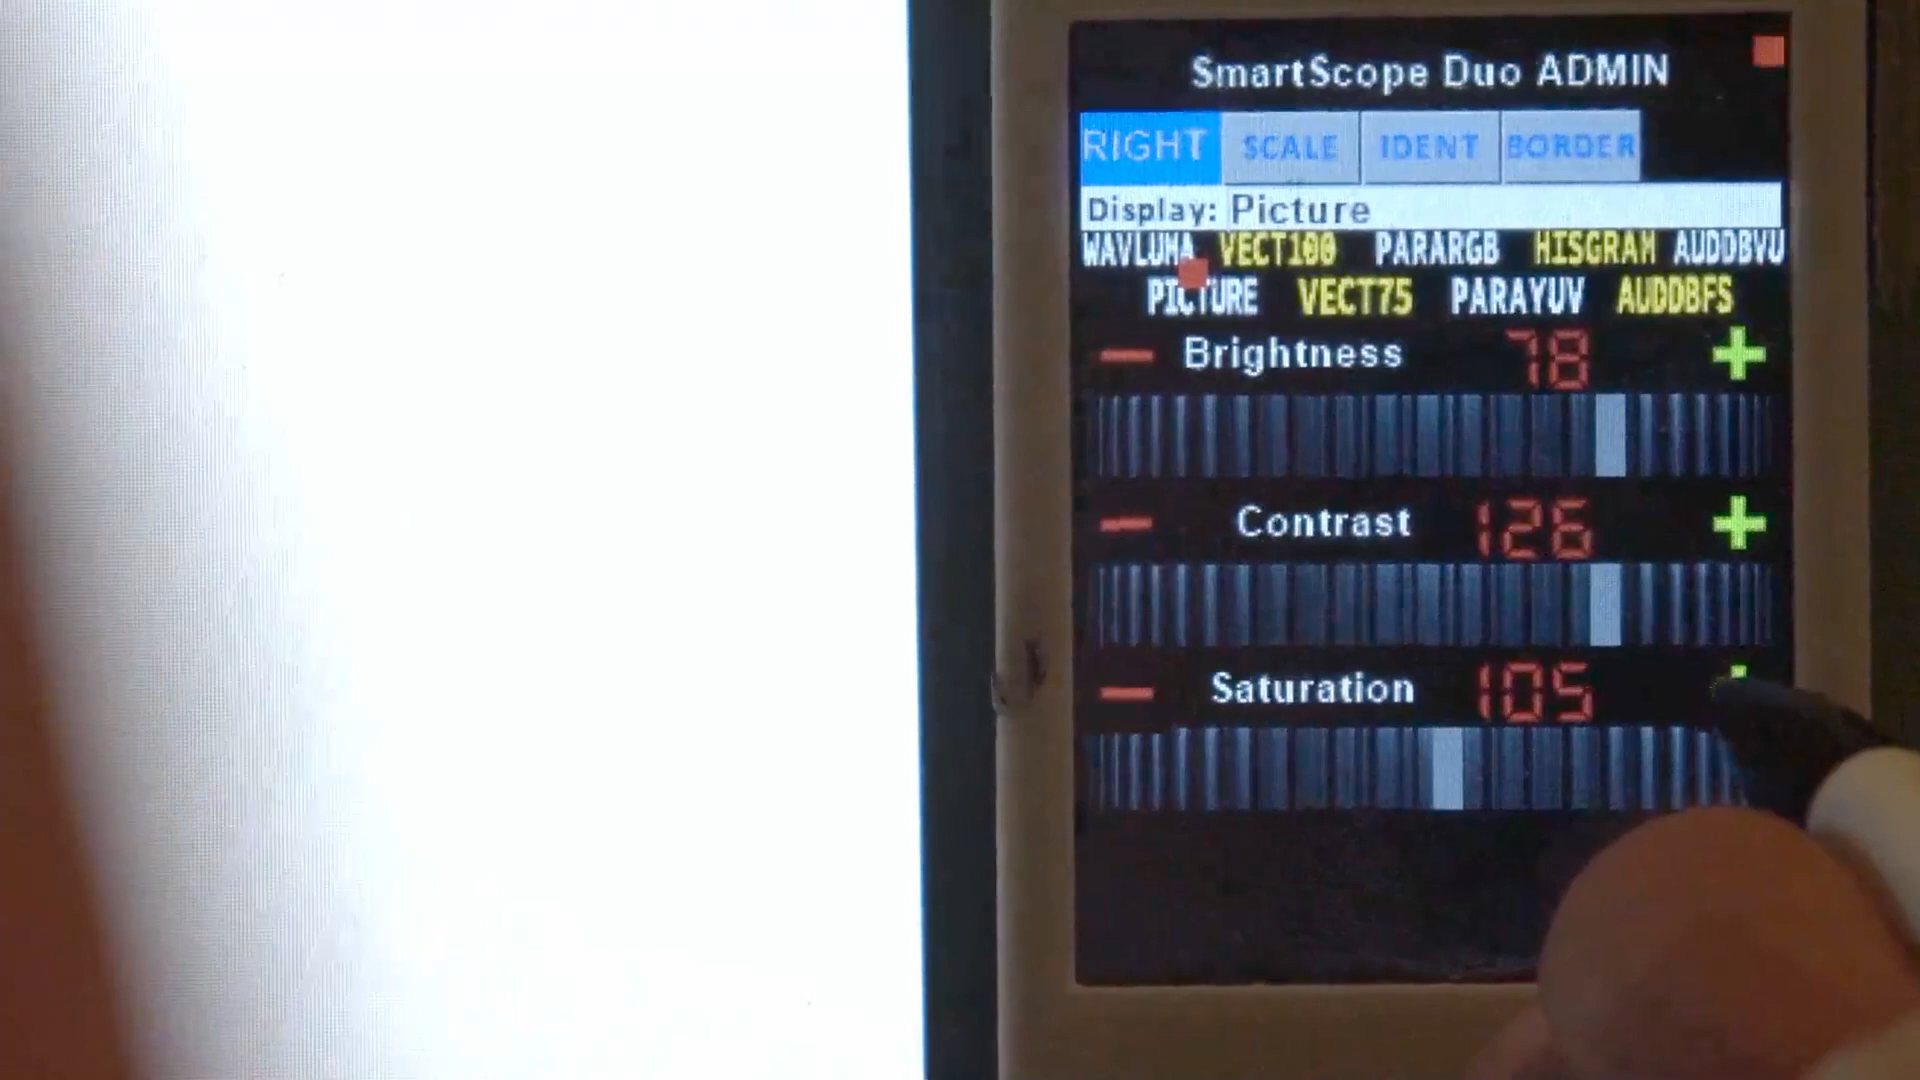 SmartScope Duo ADMIN
RIGHT SCALE IDENT BORDER
Display: Picture
WAVLUMA VECT100 PARARGB HISGRAM AUDDBVU
PICTURE VECT75 PARAYUV AUDDBFS
− Brightness 78 +
− Contrast 126 +
− Saturation 105 +